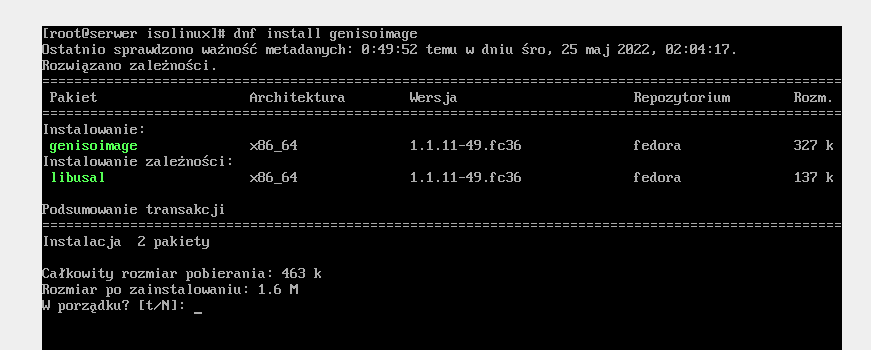 [root@serwer isolinux]# dnf install genisoimage
Ostatnio sprawdzono ważność metadanych: 0:49:52 temu w dniu śro, 25 maj 2022, 02:04:17.
Rozwiązano zależności.
================================================================================
Pakiet Architektura Wersja Repozytorium Rozm.
================================================================================
Instalowanie:
genisoimage x86_64 1.1.11-49.fc36 fedora 327 k
Instalowanie zależności:
libusal x86_64 1.1.11-49.fc36 fedora 137 k
Podsumowanie transakcji
================================================================================
Instalacja 2 pakiety
Całkowity rozmiar pobierania: 463 k
Rozmiar po zainstalowaniu: 1.6 M
W porządku? [t/N]: _